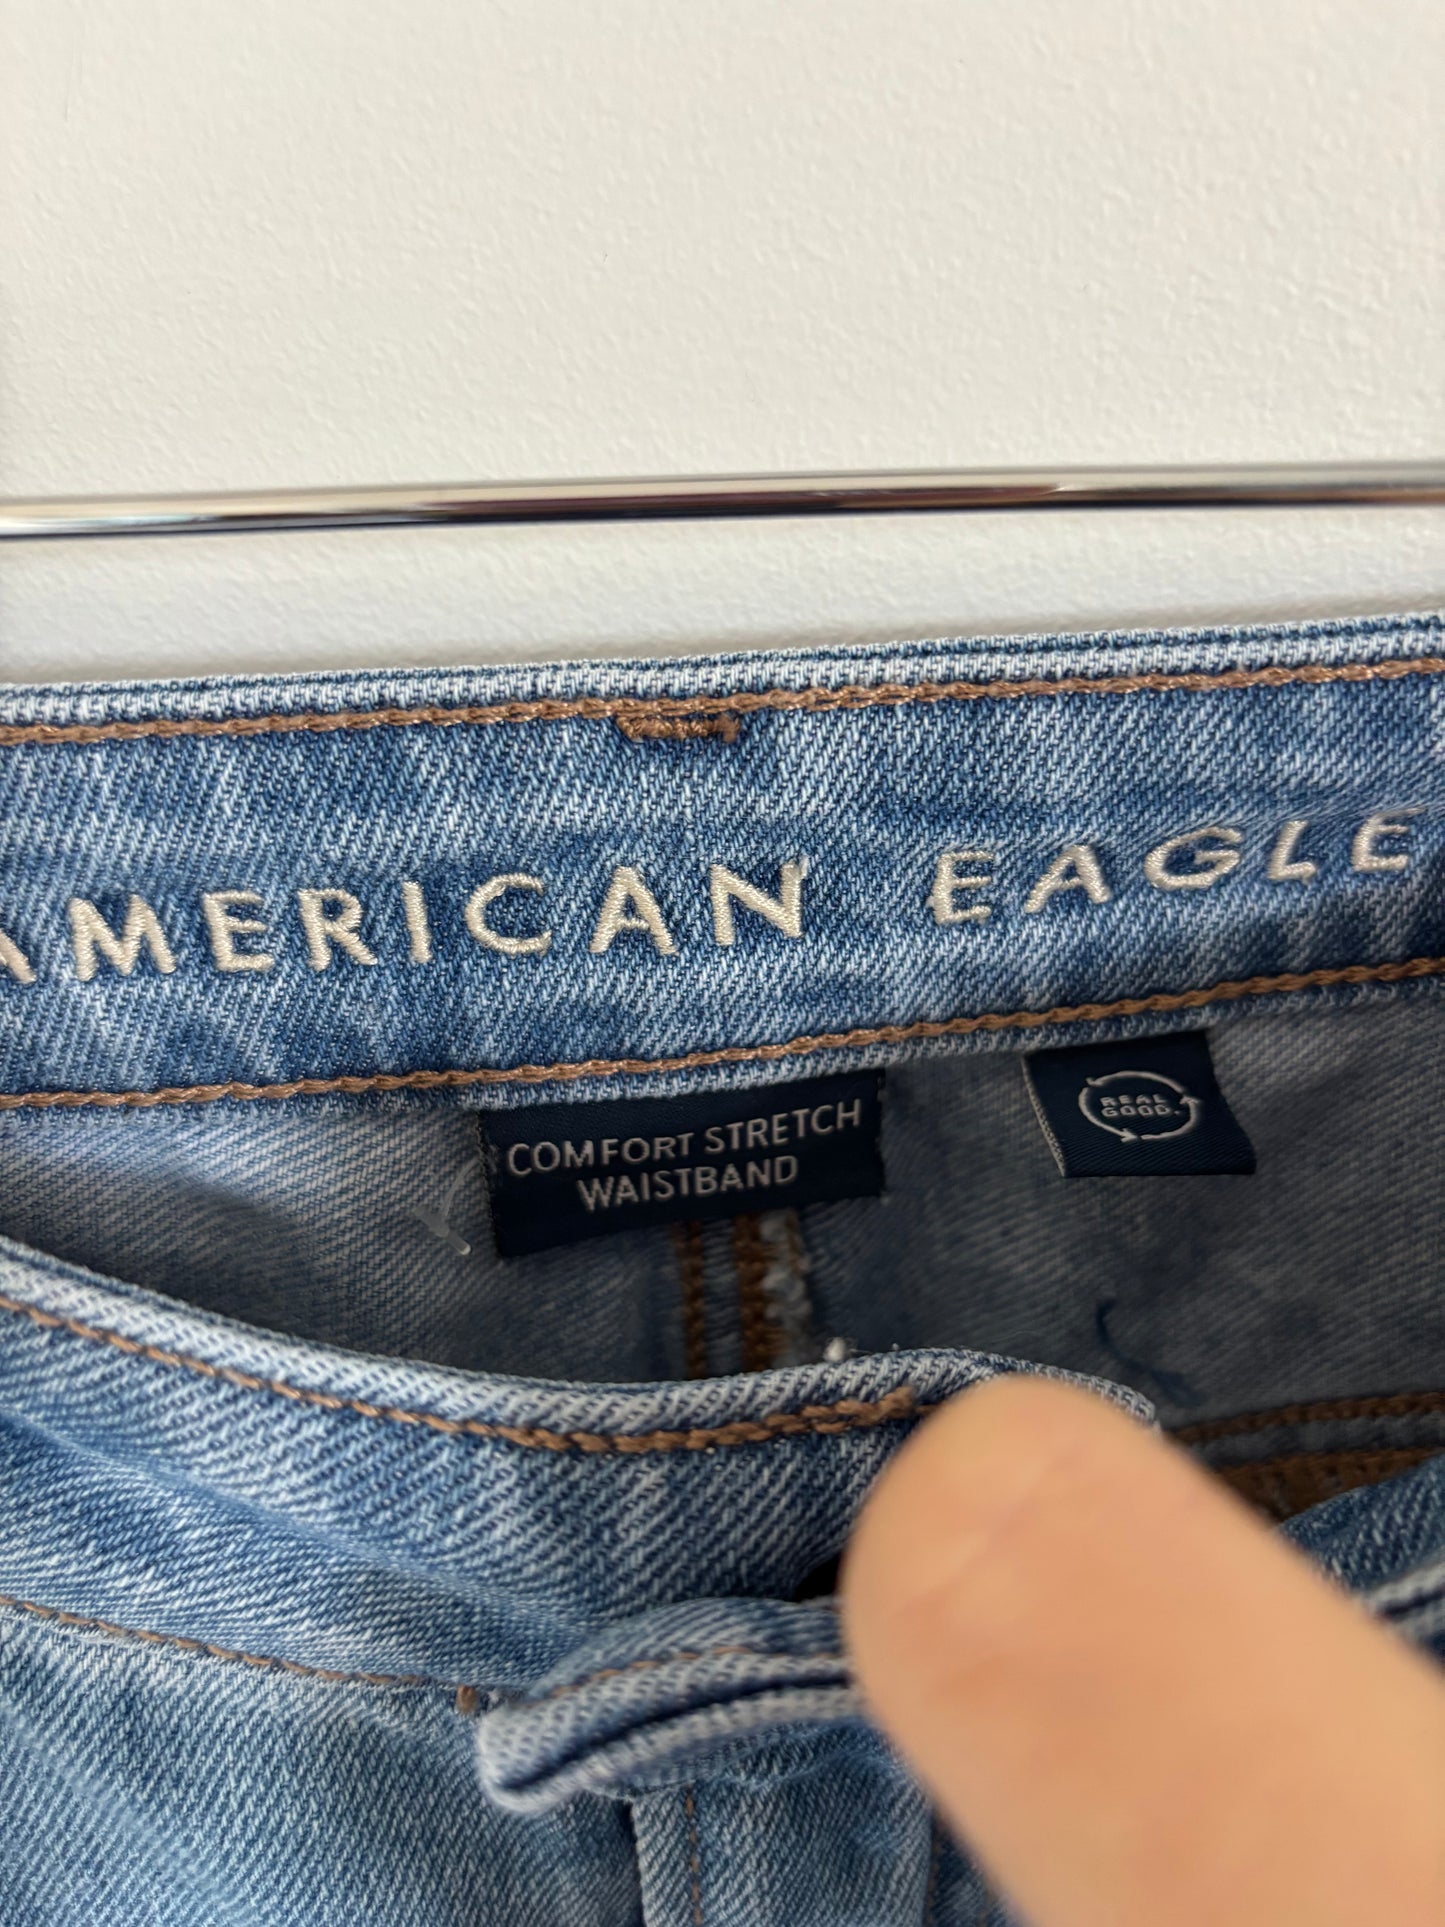 AMERICAN EAGLE
COMFORT STRETCH
WAISTBAND
REAL
GOOD.